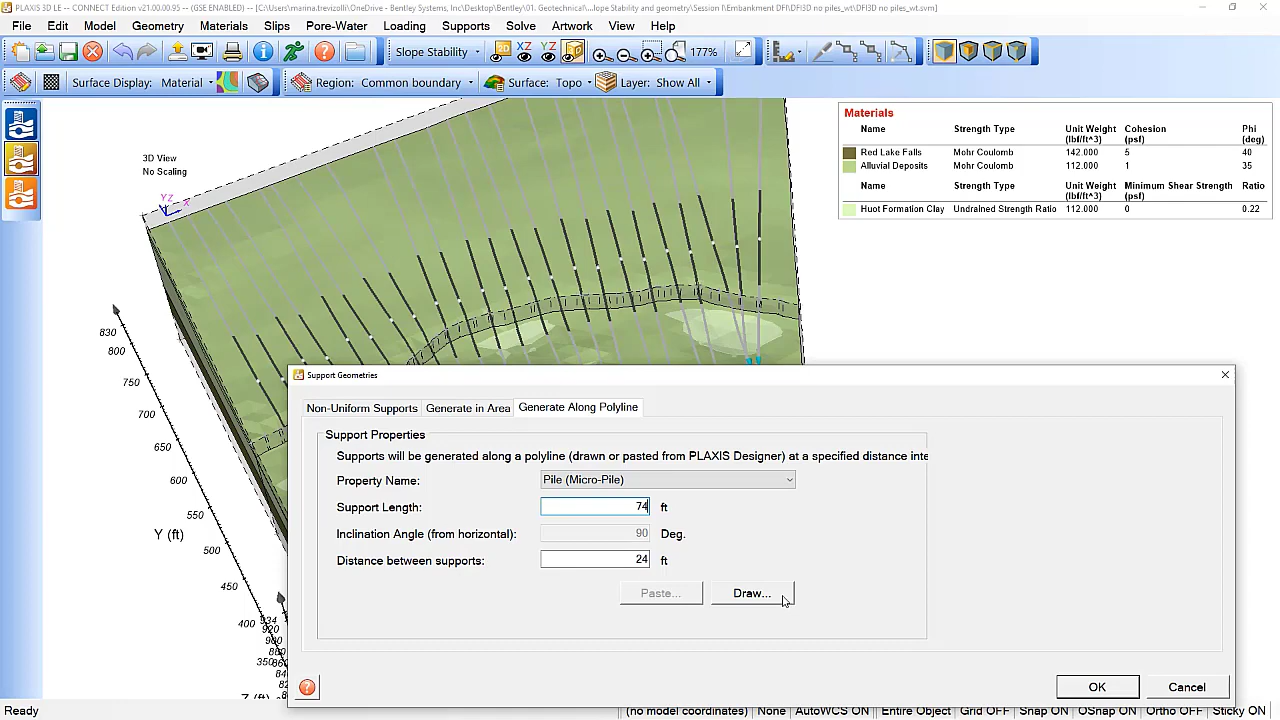 PLAXIS 3D LE -- CONNECT Edition v21.00.00.95 -- (GSE ENABLED) - [C:\Users\marina.trevizolli\OneDrive - Bentley Systems, Inc\Desktop\Bentley\01. Geotechnical\...lope Stability and geometry\Session I\Embankment DFI\DFI3D no piles_wt\DFI3D no piles_wt.svm]
File Edit Model Geometry Materials Slips Pore-Water Loading Supports Solve Artwork View Help
Slope Stability 2D XZ YZ 177%
Surface Display: Material Region: Common boundary Surface: Topo Layer: Show All
3D View
No Scaling
YZ X
Materials
Name Strength Type Unit Weight (lbf/ft^3) Cohesion (psf) Phi (deg)
Red Lake Falls Mohr Coulomb 142.000 5 40
Alluvial Deposits Mohr Coulomb 112.000 1 35
Name Strength Type Unit Weight (lbf/ft^3) Minimum Shear Strength (psf) Ratio
Huot Formation Clay Undrained Strength Ratio 112.000 0 0.22
830
800
750
700
650
600
550
Y (ft)
500
450
400
350
Support Geometries
Non-Uniform Supports Generate in Area Generate Along Polyline
Support Properties
Supports will be generated along a polyline (drawn or pasted from PLAXIS Designer) at a specified distance inte
Property Name: Pile (Micro-Pile)
Support Length: 74 ft
Inclination Angle (from horizontal): 90 Deg.
Distance between supports: 24 ft
Paste... Draw...
OK Cancel
Ready (no model coordinates) None AutoWCS ON Entire Object Grid OFF Snap ON OSnap ON Ortho OFF Sticky ON